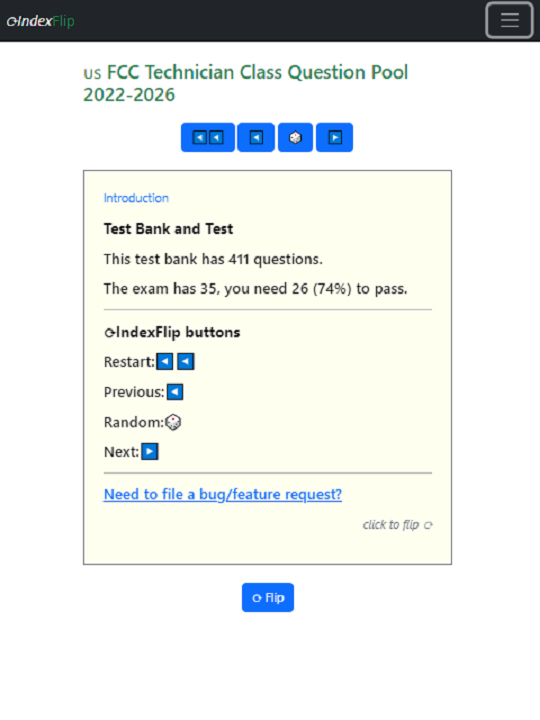 ⟳IndexFlip
us FCC Technician Class Question Pool
2022-2026
Introduction
Test Bank and Test
This test bank has 411 questions.
The exam has 35, you need 26 (74%) to pass.
⟳IndexFlip buttons
Restart:◀️◀️
Previous:◀️
Random:🎲
Next:▶️
Need to file a bug/feature request?
click to flip ⟳
⟳ Flip